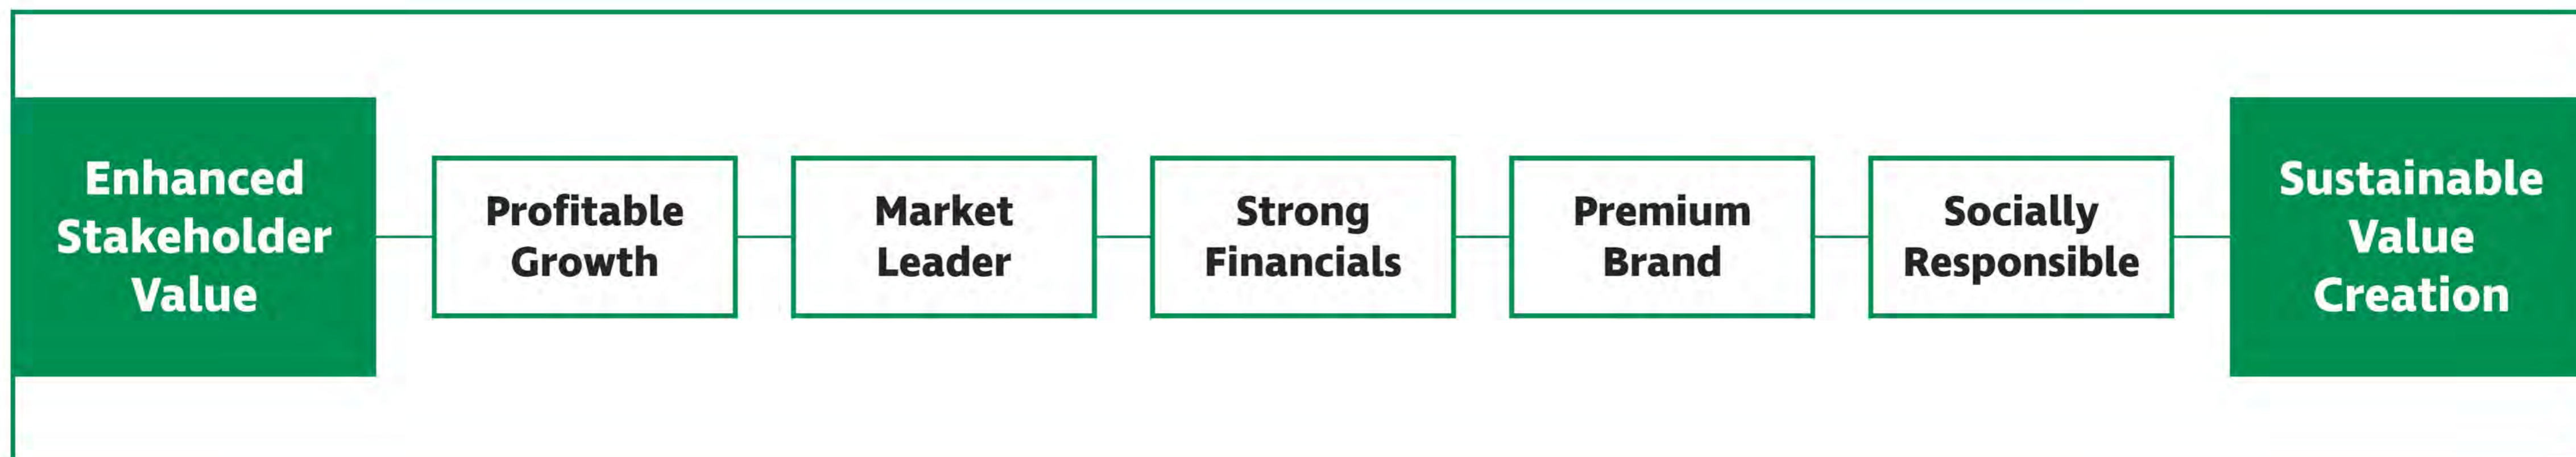 Enhanced
Stakeholder
Value
Profitable
Growth
Market
Leader
Strong
Financials
Premium
Brand
Socially
Responsible
Sustainable
Value
Creation